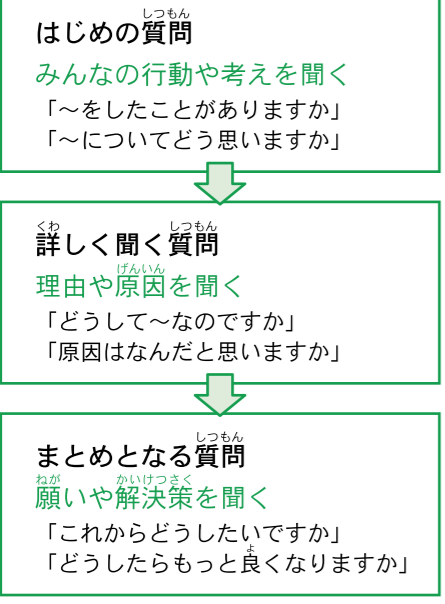 はじめの質問
しつもん
みんなの行動や考えを聞く
「～をしたことがありますか」
「～についてどう思いますか」
くわ しつもん
詳しく聞く質問
げんいん
理由や原因を聞く
「どうして～なのですか」
「原因はなんだと思いますか」
しつもん
まとめとなる質問
ねが かいけつさく
願いや解決策を聞く
「これからどうしたいですか」
よ
「どうしたらもっと良くなりますか」